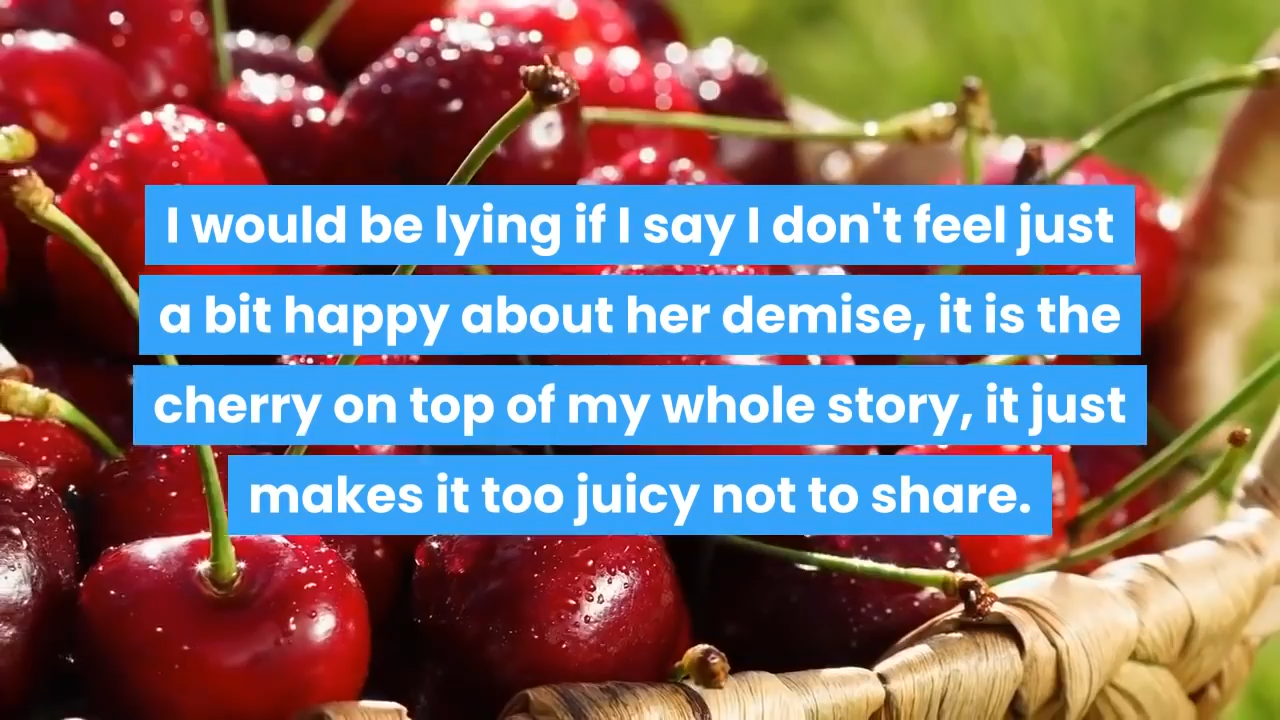 I would be lying if I say I don't feel just
a bit happy about her demise, it is the
cherry on top of my whole story, it just
makes it too juicy not to share.